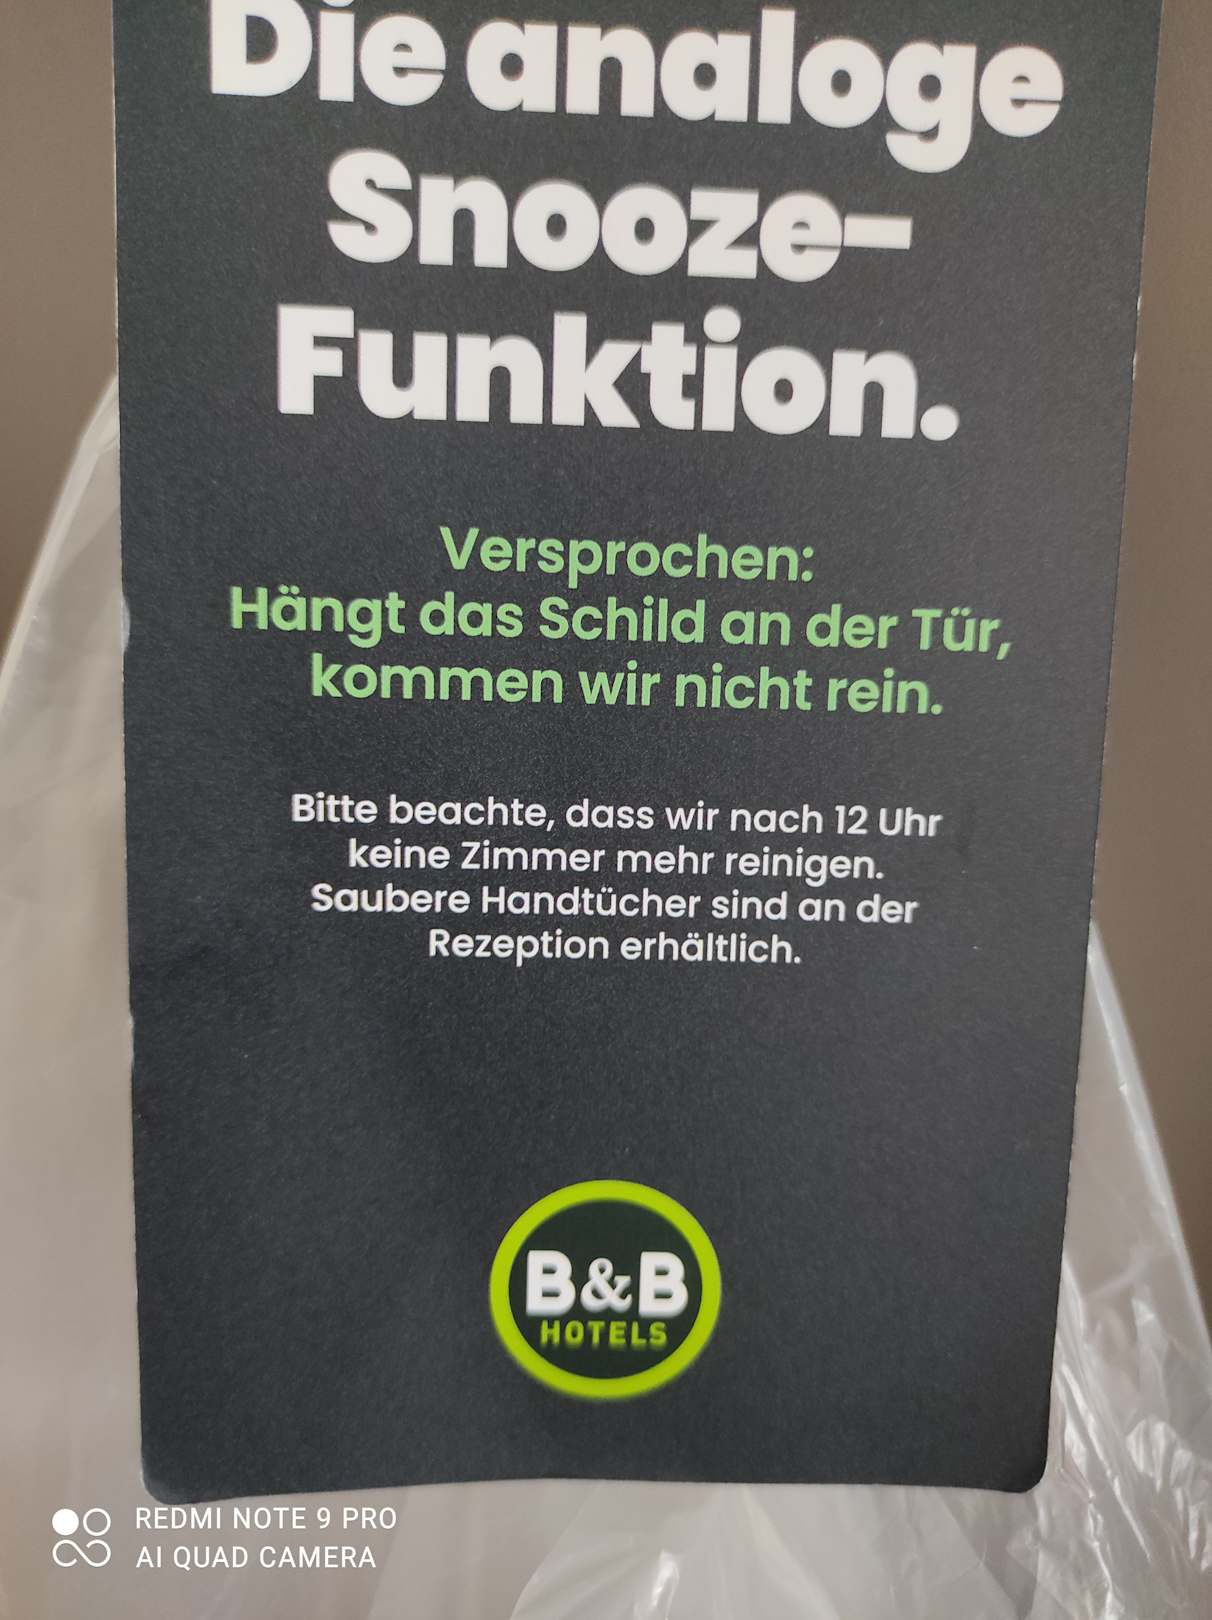 Die analoge
Snooze-
Funktion.
Versprochen:
Hängt das Schild an der Tür,
kommen wir nicht rein.
Bitte beachte, dass wir nach 12 Uhr
keine Zimmer mehr reinigen.
Saubere Handtücher sind an der
Rezeption erhältlich.
B&B
HOTELS
REDMI NOTE 9 PRO
AI QUAD CAMERA